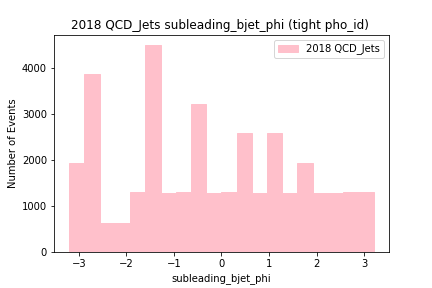 2018 QCD_Jets subleading_bjet_phi (tight pho_id)
2018 QCD_Jets
Number of Events
4000
3000
2000
1000
0
−3 −2 −1 0 1 2 3
subleading_bjet_phi